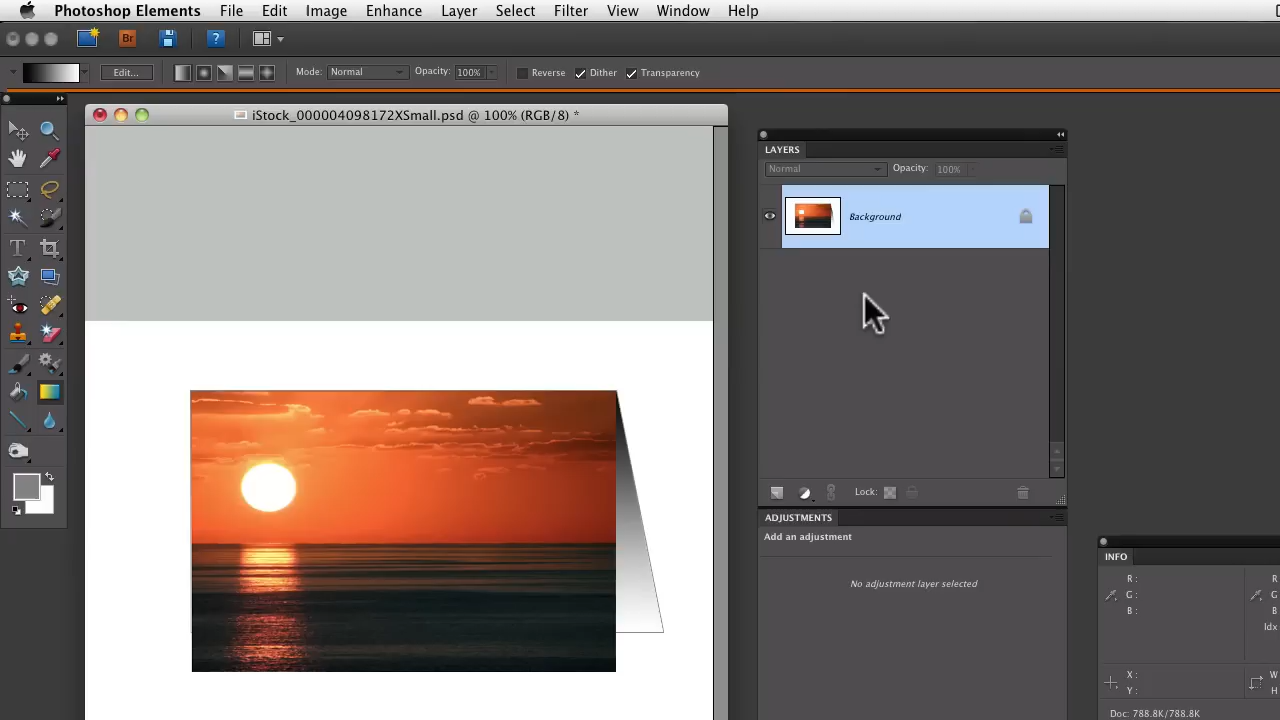 Photoshop Elements File Edit Image Enhance Layer Select Filter View Window Help
Br ?
Edit... Mode: Normal Opacity: 100% Reverse Dither Transparency
iStock_000004098172XSmall.psd @ 100% (RGB/8) *
LAYERS
Normal Opacity: 100%
Background
T
Lock:
ADJUSTMENTS
Add an adjustment
No adjustment layer selected
INFO
R : R
G : G
B : B
Idx
X : W
Y : H
Doc: 788.8K/788.8K